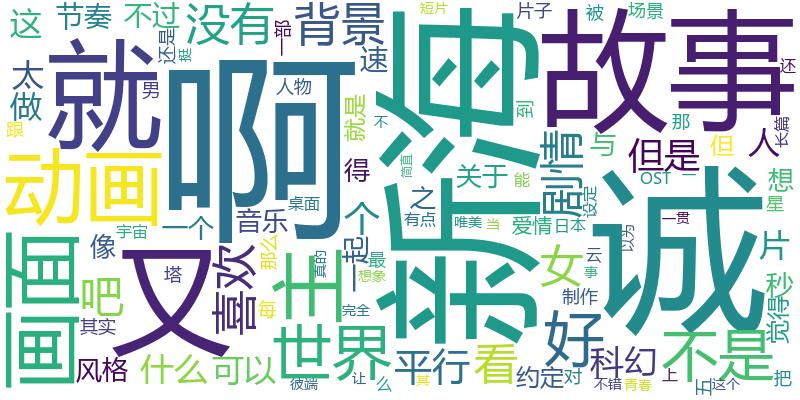 这
节奏
不过
没有
背景
短片
片子
被
场景
还是
一部
速
故事
还
太
做
就
挺
男
人物
啊
新海
到
那
但
人
长篇
跟
就是
不
剧情
与
但是
动画
得
简直
能
关于
设定
OST
一
想
星
诚
桌面
之
有点
唯美
当
爱情
日本
一贯
宇宙
一个
音乐
个
一起
像
又
喜欢
那么
真的
最
云
事
以为
片
画面
吧
塔
每
主
想象
女
秒
觉得
其实
完全
制作
好
世界
风格
什么
可以
彼端
让
么
平行
其
看
约定
对
科幻
不错
青春
上
五
不是
这个
把